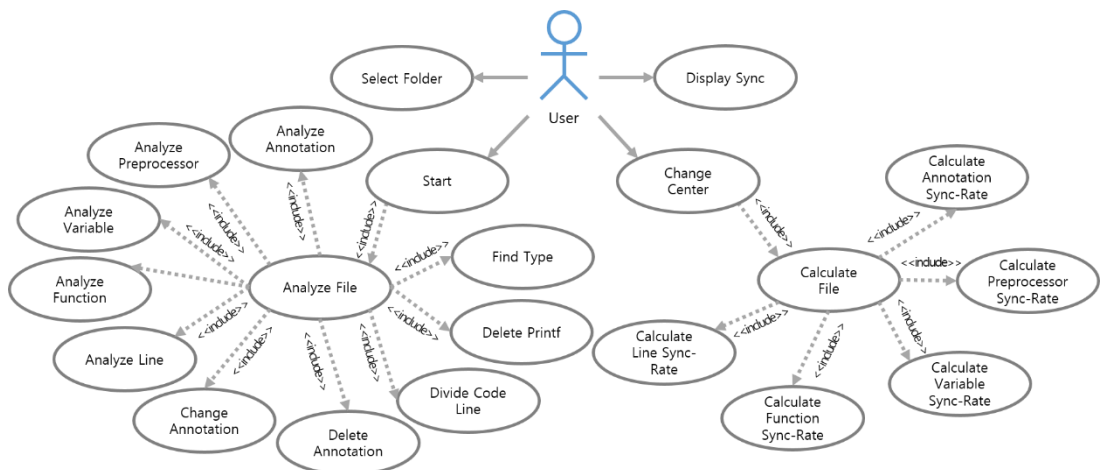 Select Folder
Display Sync
User
Analyze
Annotation
Analyze
Preprocessor
Start
Change
Center
Calculate
Annotation
Sync-Rate
Analyze
Variable
<<include>>
<<include>>
<<include>>
<<include>>
<<include>>
<<include>>
<<include>>
Find Type
Analyze
Function
Analyze File
Calculate
File
<<include>>
Calculate
Preprocessor
Sync-Rate
Analyze Line
<<include>>
<<include>>
<<include>>
<<include>>
<<include>>
Delete Printf
Calculate
Line Sync-
Rate
<<include>>
<<include>>
<<include>>
Calculate
Variable
Sync-Rate
Change
Annotation
Delete
Annotation
Divide Code
Line
Calculate
Function
Sync-Rate